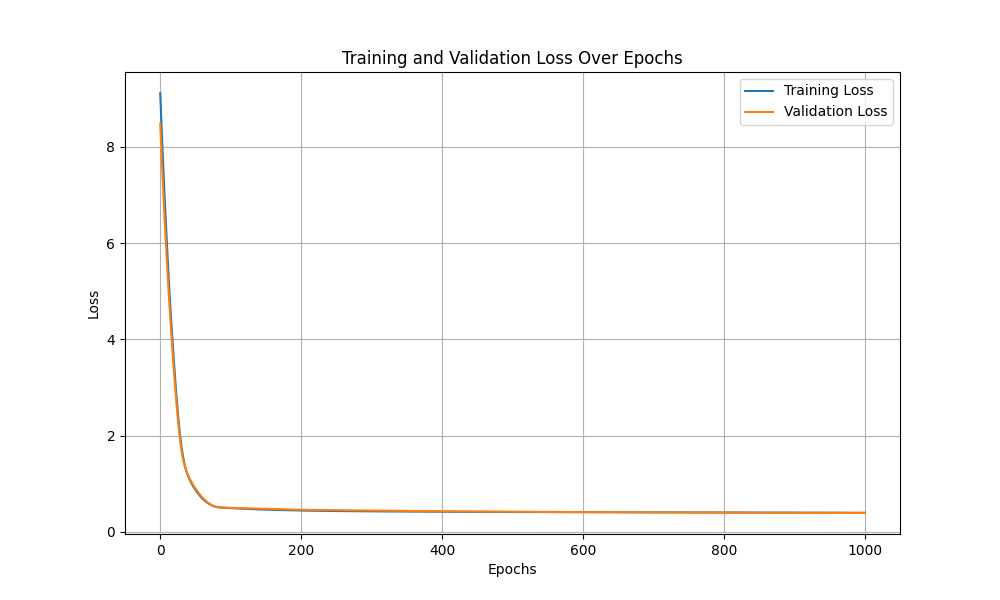 Training and Validation Loss Over Epochs
Training Loss
Validation Loss
8
6
4
2
0
Loss
0 200 400 600 800 1000
Epochs